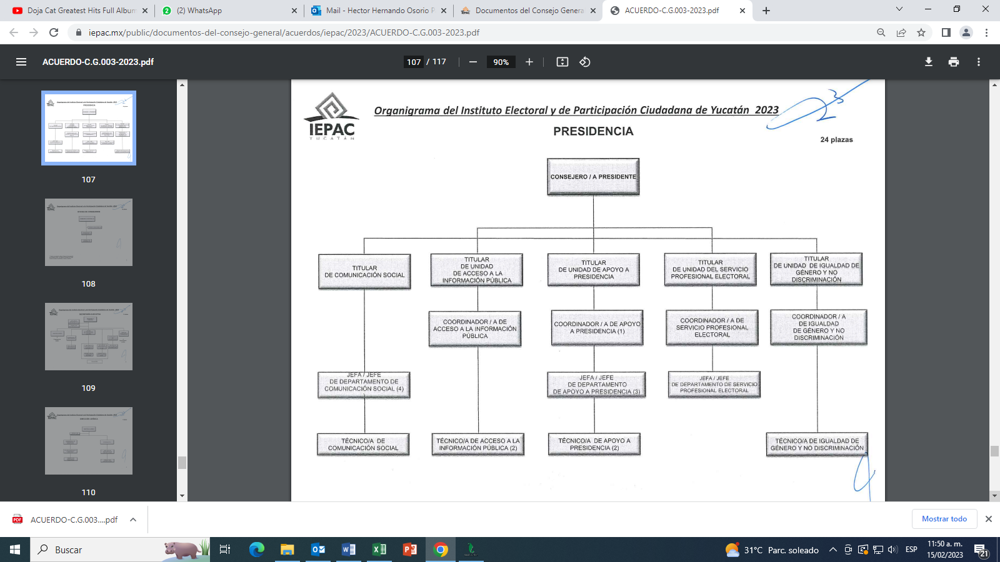 Doja Cat Greatest Hits Full Album
(2) WhatsApp
Mail - Hector Hernando Osorio P
Documentos del Consejo Genera
ACUERDO-C.G.003-2023.pdf
iepac.mx/public/documentos-del-consejo-general/acuerdos/iepac/2023/ACUERDO-C.G.003-2023.pdf
ACUERDO-C.G.003-2023.pdf
107 / 117
90%
107
108
109
110
IEPAC
YUCATÁN
Organigrama del Instituto Electoral y de Participación Ciudadana de Yucatán 2023
PRESIDENCIA
24 plazas
CONSEJERO / A PRESIDENTE
TITULAR
DE COMUNICACIÓN SOCIAL
TITULAR
DE UNIDAD
DE ACCESO A LA
INFORMACIÓN PÚBLICA
TITULAR
DE UNIDAD DE APOYO A
PRESIDENCIA
TITULAR
DE UNIDAD DEL SERVICIO
PROFESIONAL ELECTORAL
TITULAR
DE UNIDAD DE IGUALDAD DE
GÉNERO Y NO
DISCRIMINACIÓN
COORDINADOR / A DE
ACCESO A LA INFORMACIÓN
PÚBLICA
COORDINADOR / A DE APOYO
A PRESIDENCIA (1)
COORDINADOR / A DE
SERVICIO PROFESIONAL
ELECTORAL
COORDINADOR / A
DE IGUALDAD
DE GÉNERO Y NO
DISCRIMINACIÓN
JEFA / JEFE
DE DEPARTAMENTO DE
COMUNICACIÓN SOCIAL (4)
JEFA / JEFE
DE DEPARTAMENTO
DE APOYO A PRESIDENCIA (3)
JEFA / JEFE
DE DEPARTAMENTO DE SERVICIO
PROFESIONAL ELECTORAL
TÉCNICO/A DE
COMUNICACIÓN SOCIAL
TÉCNICO/A DE ACCESO A LA
INFORMACIÓN PÚBLICA (2)
TÉCNICO/A DE APOYO A
PRESIDENCIA (2)
TÉCNICO/A DE IGUALDAD DE
GÉNERO Y NO DISCRIMINACIÓN
ACUERDO-C.G.003....pdf
Mostrar todo
Buscar
31°C Parc. soleado
ESP
11:50 a. m.
15/02/2023
21